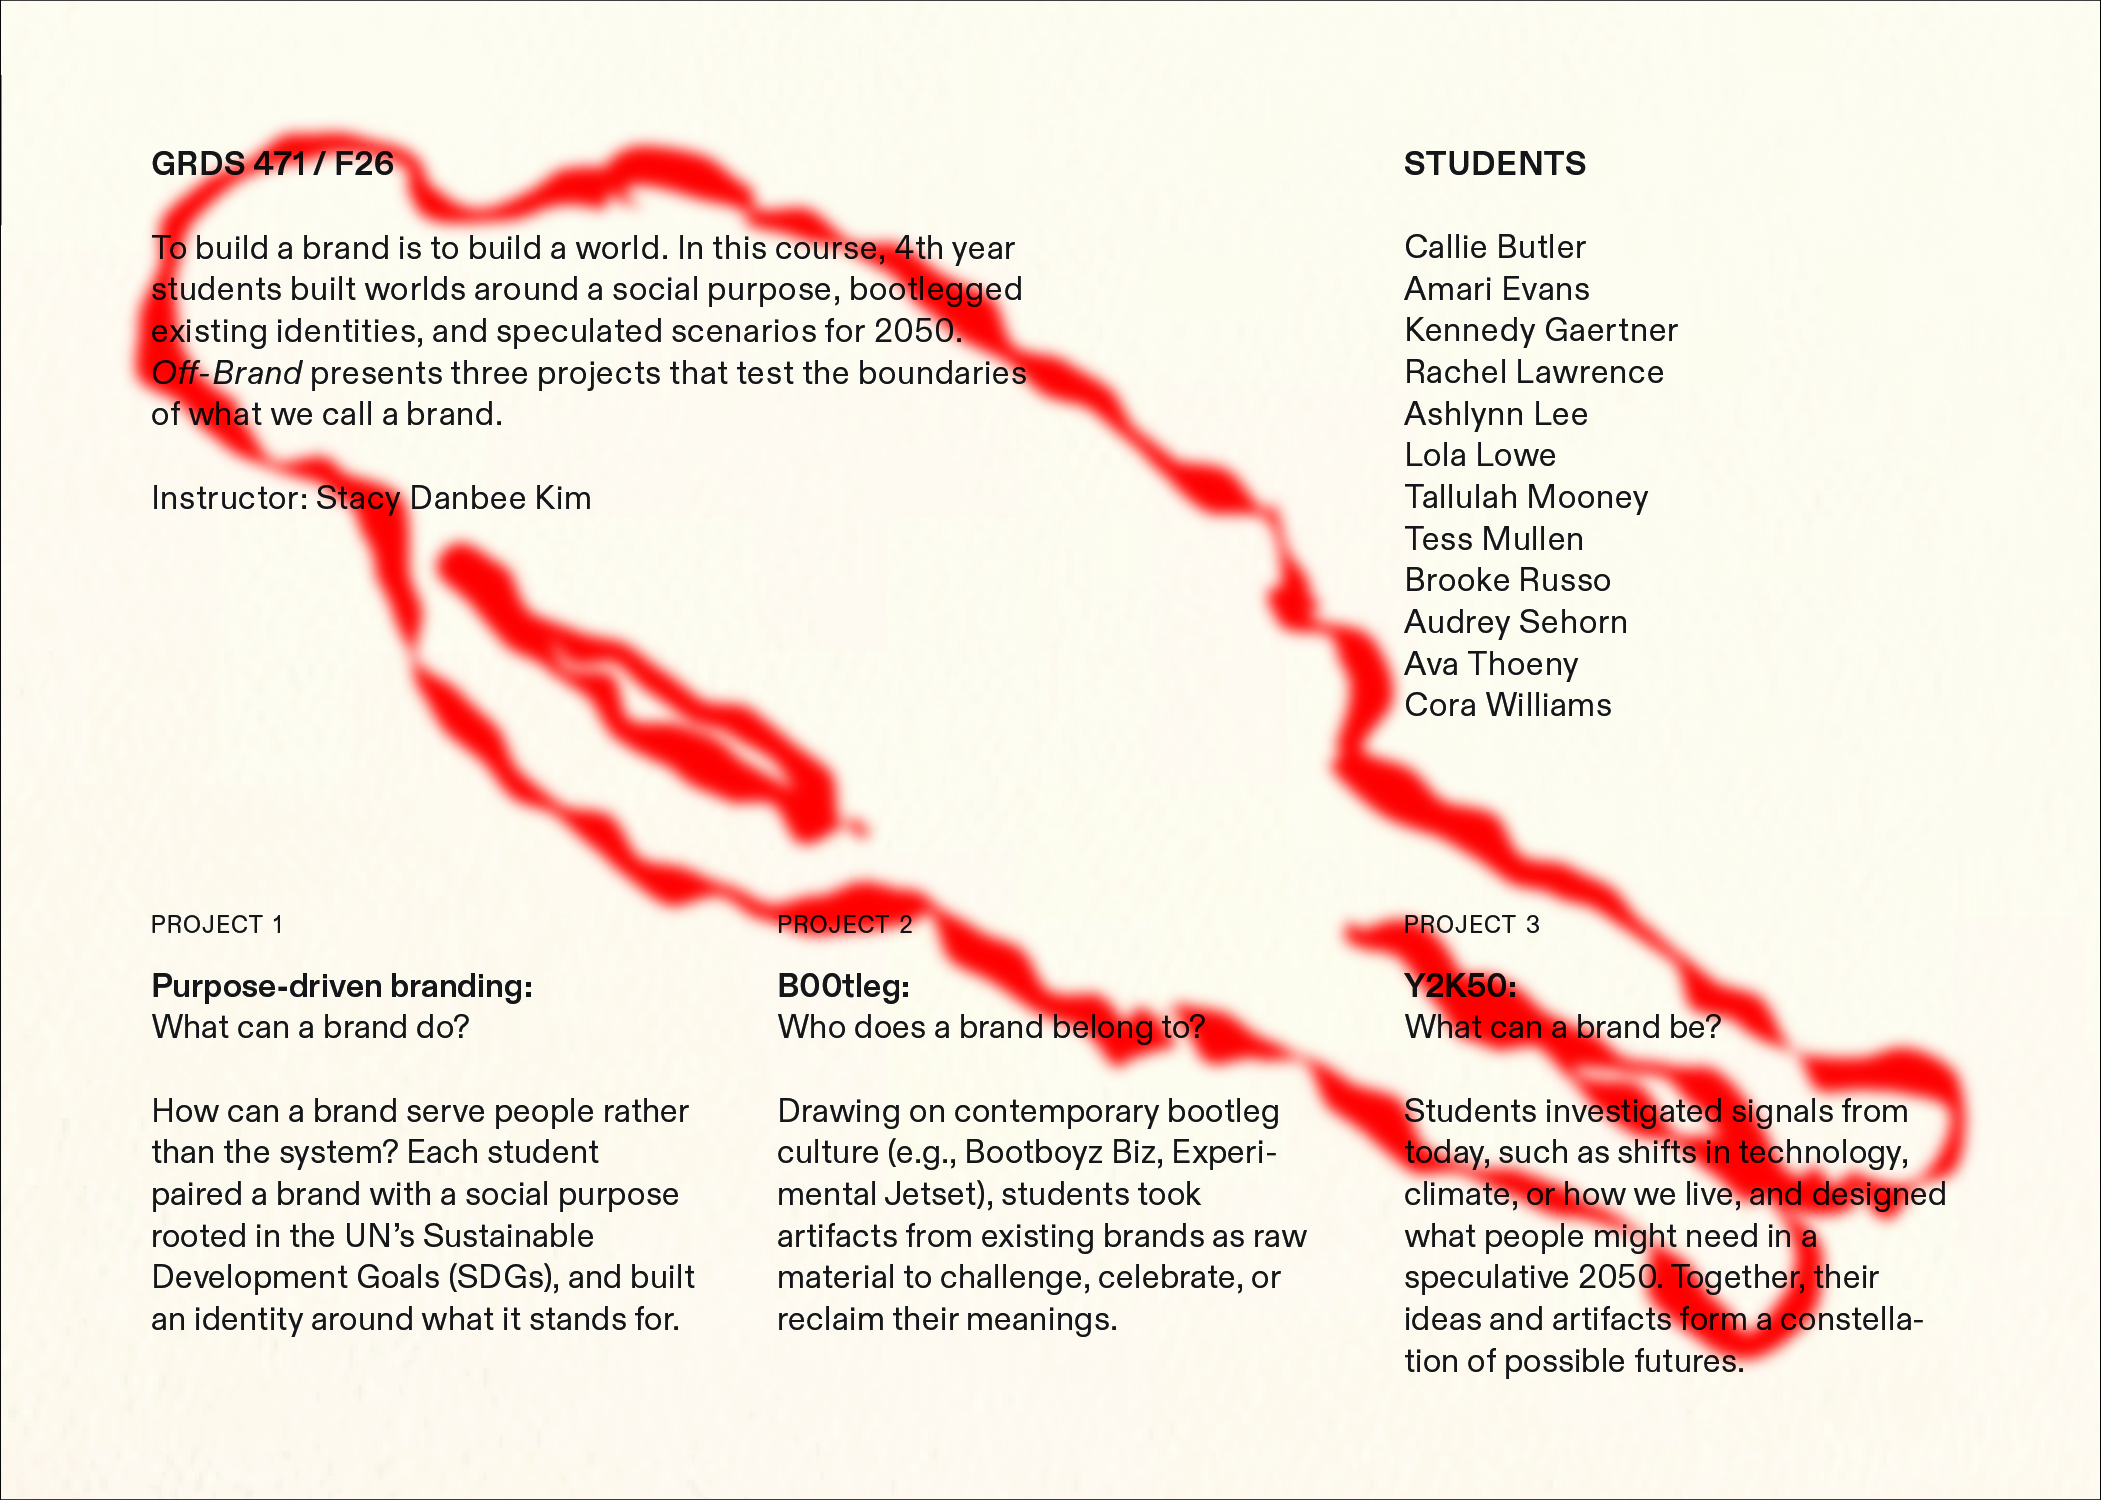 GRDS 471 / F26
To build a brand is to build a world. In this course, 4th year
students built worlds around a social purpose, bootlegged
existing identities, and speculated scenarios for 2050.
Off-Brand presents three projects that test the boundaries
of what we call a brand.
Instructor: Stacy Danbee Kim
STUDENTS
Callie Butler
Amari Evans
Kennedy Gaertner
Rachel Lawrence
Ashlynn Lee
Lola Lowe
Tallulah Mooney
Tess Mullen
Brooke Russo
Audrey Sehorn
Ava Thoeny
Cora Williams
PROJECT 1
Purpose-driven branding:
What can a brand do?
How can a brand serve people rather
than the system? Each student
paired a brand with a social purpose
rooted in the UN’s Sustainable
Development Goals (SDGs), and built
an identity around what it stands for.
PROJECT 2
B00tleg:
Who does a brand belong to?
Drawing on contemporary bootleg
culture (e.g., Bootboyz Biz, Experi-
mental Jetset), students took
artifacts from existing brands as raw
material to challenge, celebrate, or
reclaim their meanings.
PROJECT 3
Y2K50:
What can a brand be?
Students investigated signals from
today, such as shifts in technology,
climate, or how we live, and designed
what people might need in a
speculative 2050. Together, their
ideas and artifacts form a constella-
tion of possible futures.